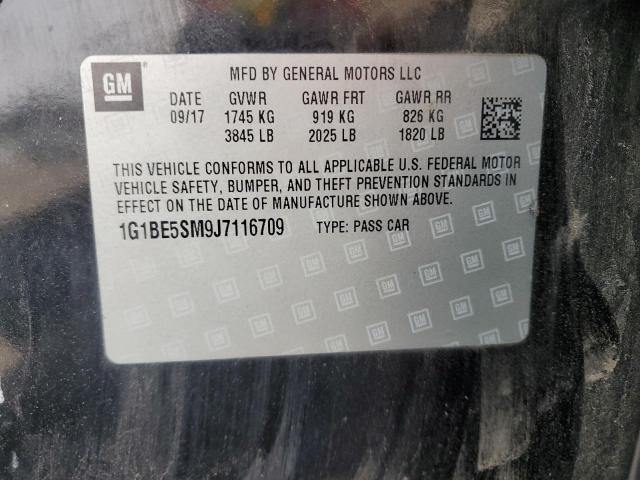 GM
MFD BY GENERAL MOTORS LLC
DATE GVWR GAWR FRT GAWR RR
09/17 1745 KG 919 KG 826 KG
3845 LB 2025 LB 1820 LB
THIS VEHICLE CONFORMS TO ALL APPLICABLE U.S. FEDERAL MOTOR
VEHICLE SAFETY, BUMPER, AND THEFT PREVENTION STANDARDS IN
EFFECT ON THE DATE OF MANUFACTURE SHOWN ABOVE.
1G1BE5SM9J7116709 TYPE: PASS CAR